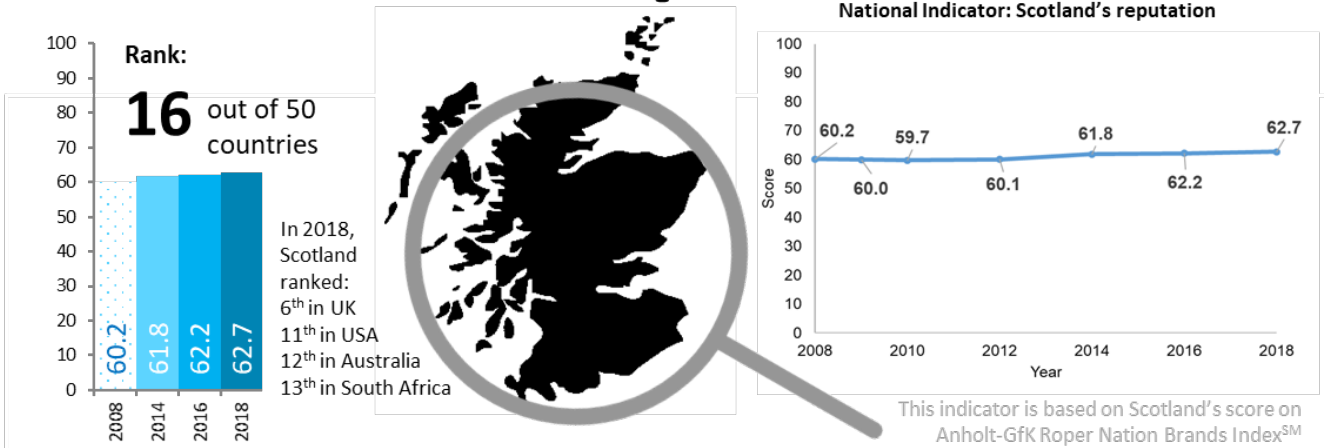 National Indicator: Scotland's reputation
100
90
80
70
60
50
40
30
20
10
0
Rank:
16 out of 50
countries
60.2
61.8
62.2
62.7
2008
2014
2016
2018
In 2018,
Scotland
ranked:
6th in UK
11th in USA
12th in Australia
13th in South Africa
100
90
80
70
60
50
40
30
20
10
0
Score
60.2
60.0
59.7
60.1
61.8
62.2
62.7
2008
2010
2012
2014
2016
2018
Year
This indicator is based on Scotland's score on
Anholt-GfK Roper Nation Brands IndexSM